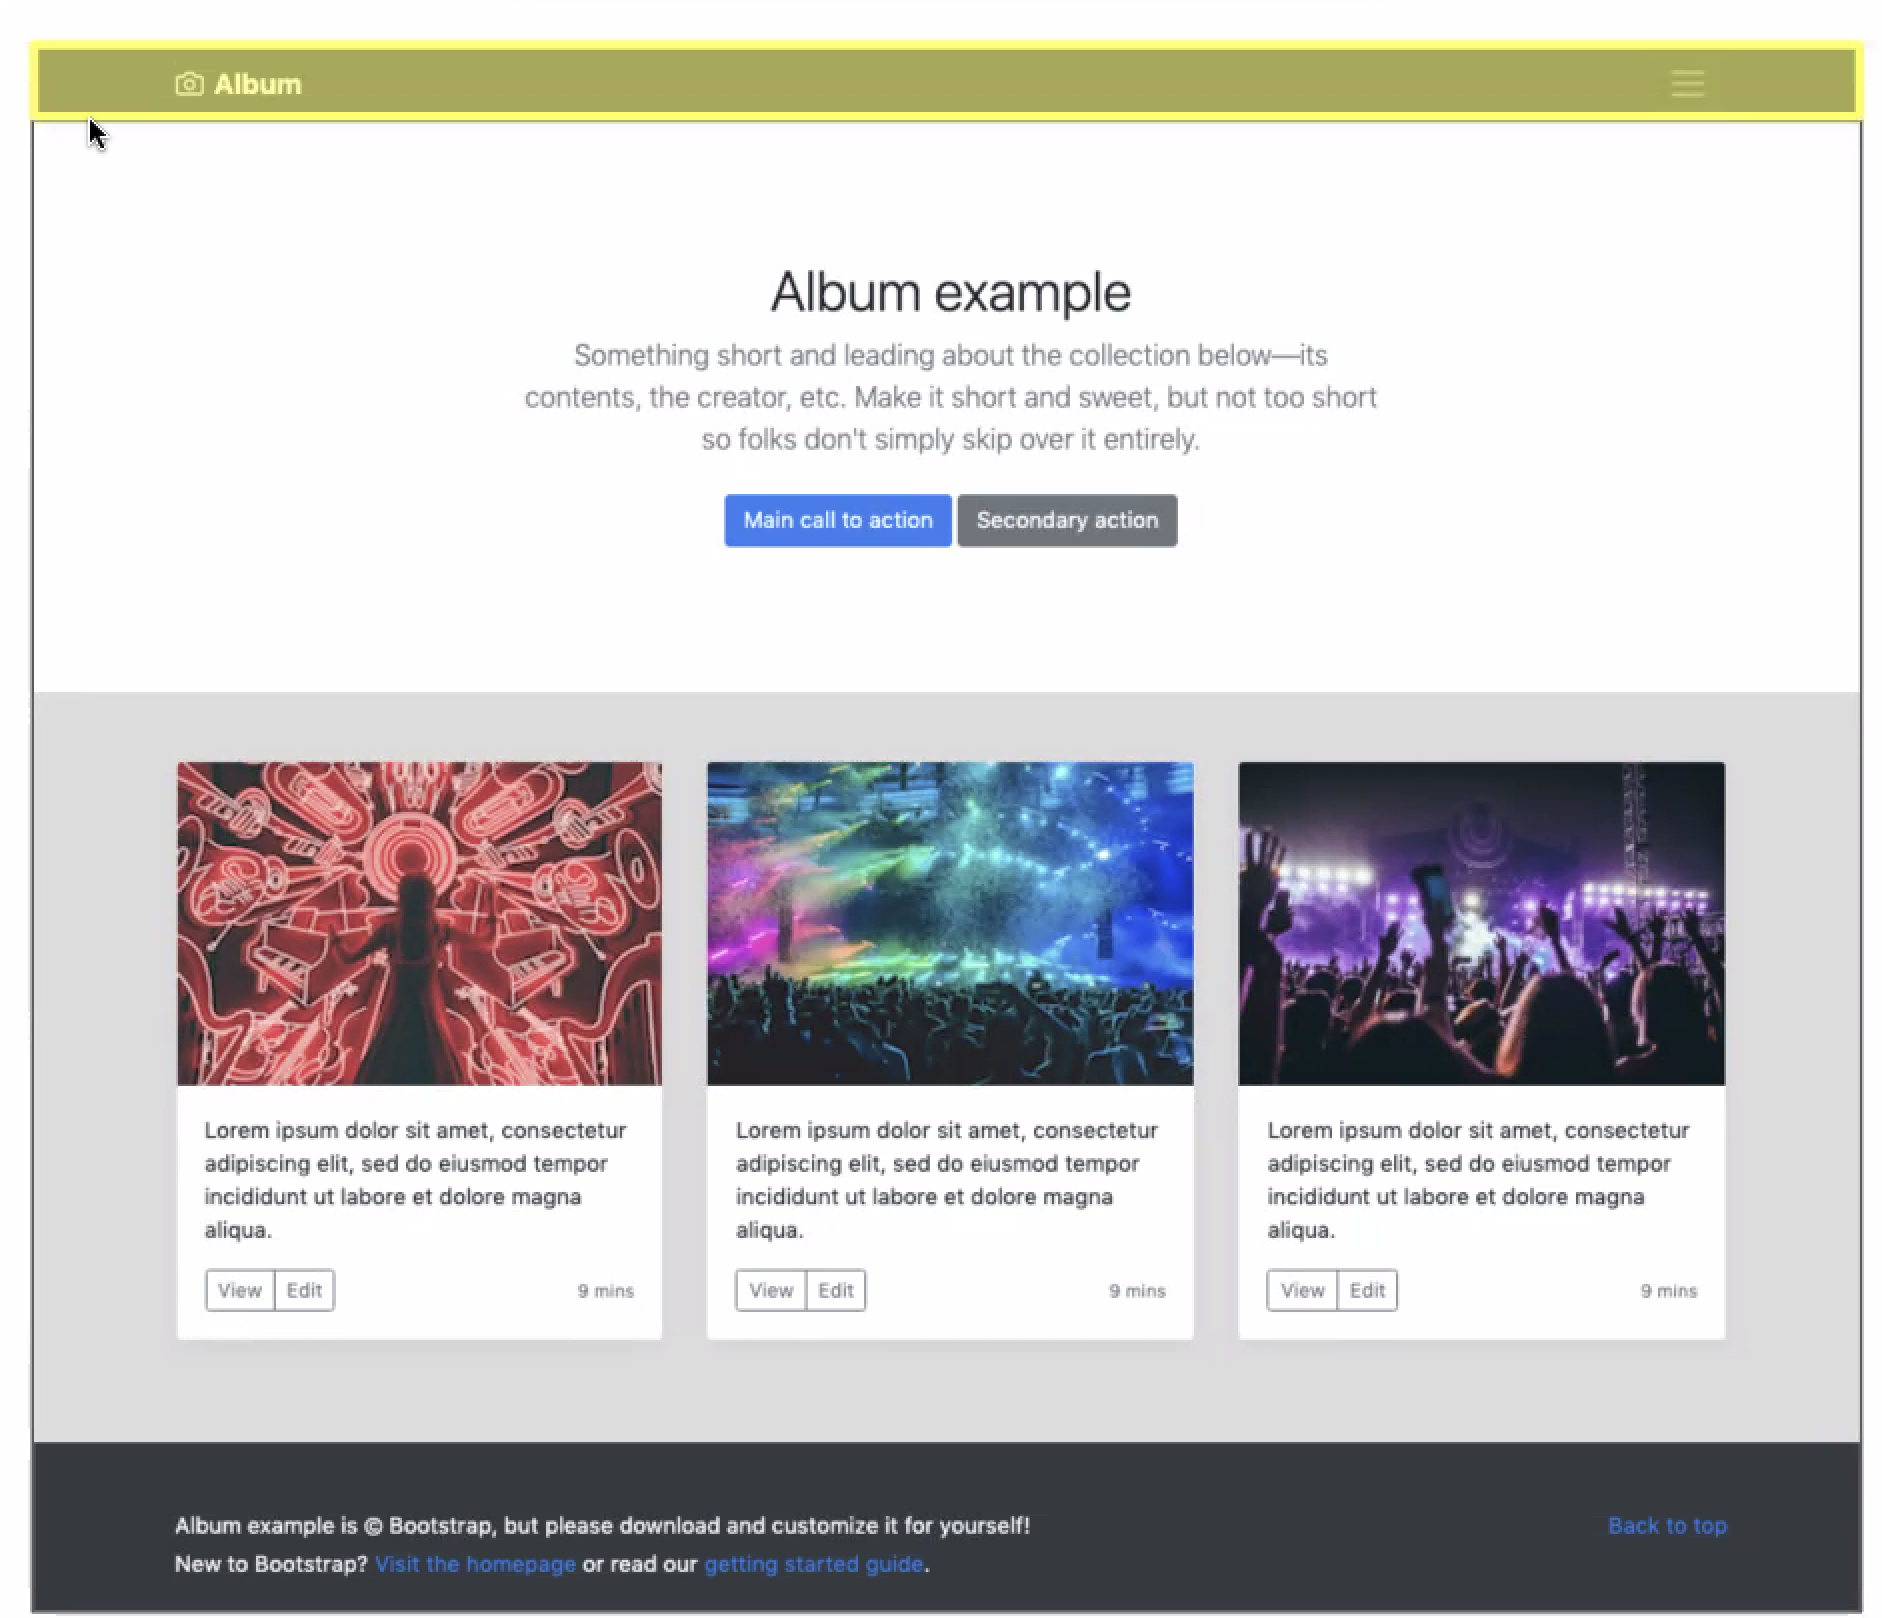 Album
Album example
Something short and leading about the collection below—its
contents, the creator, etc. Make it short and sweet, but not too short
so folks don't simply skip over it entirely.
Main call to action Secondary action
Lorem ipsum dolor sit amet, consectetur
adipiscing elit, sed do eiusmod tempor
incididunt ut labore et dolore magna
aliqua.
View Edit 9 mins
Lorem ipsum dolor sit amet, consectetur
adipiscing elit, sed do eiusmod tempor
incididunt ut labore et dolore magna
aliqua.
View Edit 9 mins
Lorem ipsum dolor sit amet, consectetur
adipiscing elit, sed do eiusmod tempor
incididunt ut labore et dolore magna
aliqua.
View Edit 9 mins
Album example is © Bootstrap, but please download and customize it for yourself!
New to Bootstrap? Visit the homepage or read our getting started guide.
Back to top